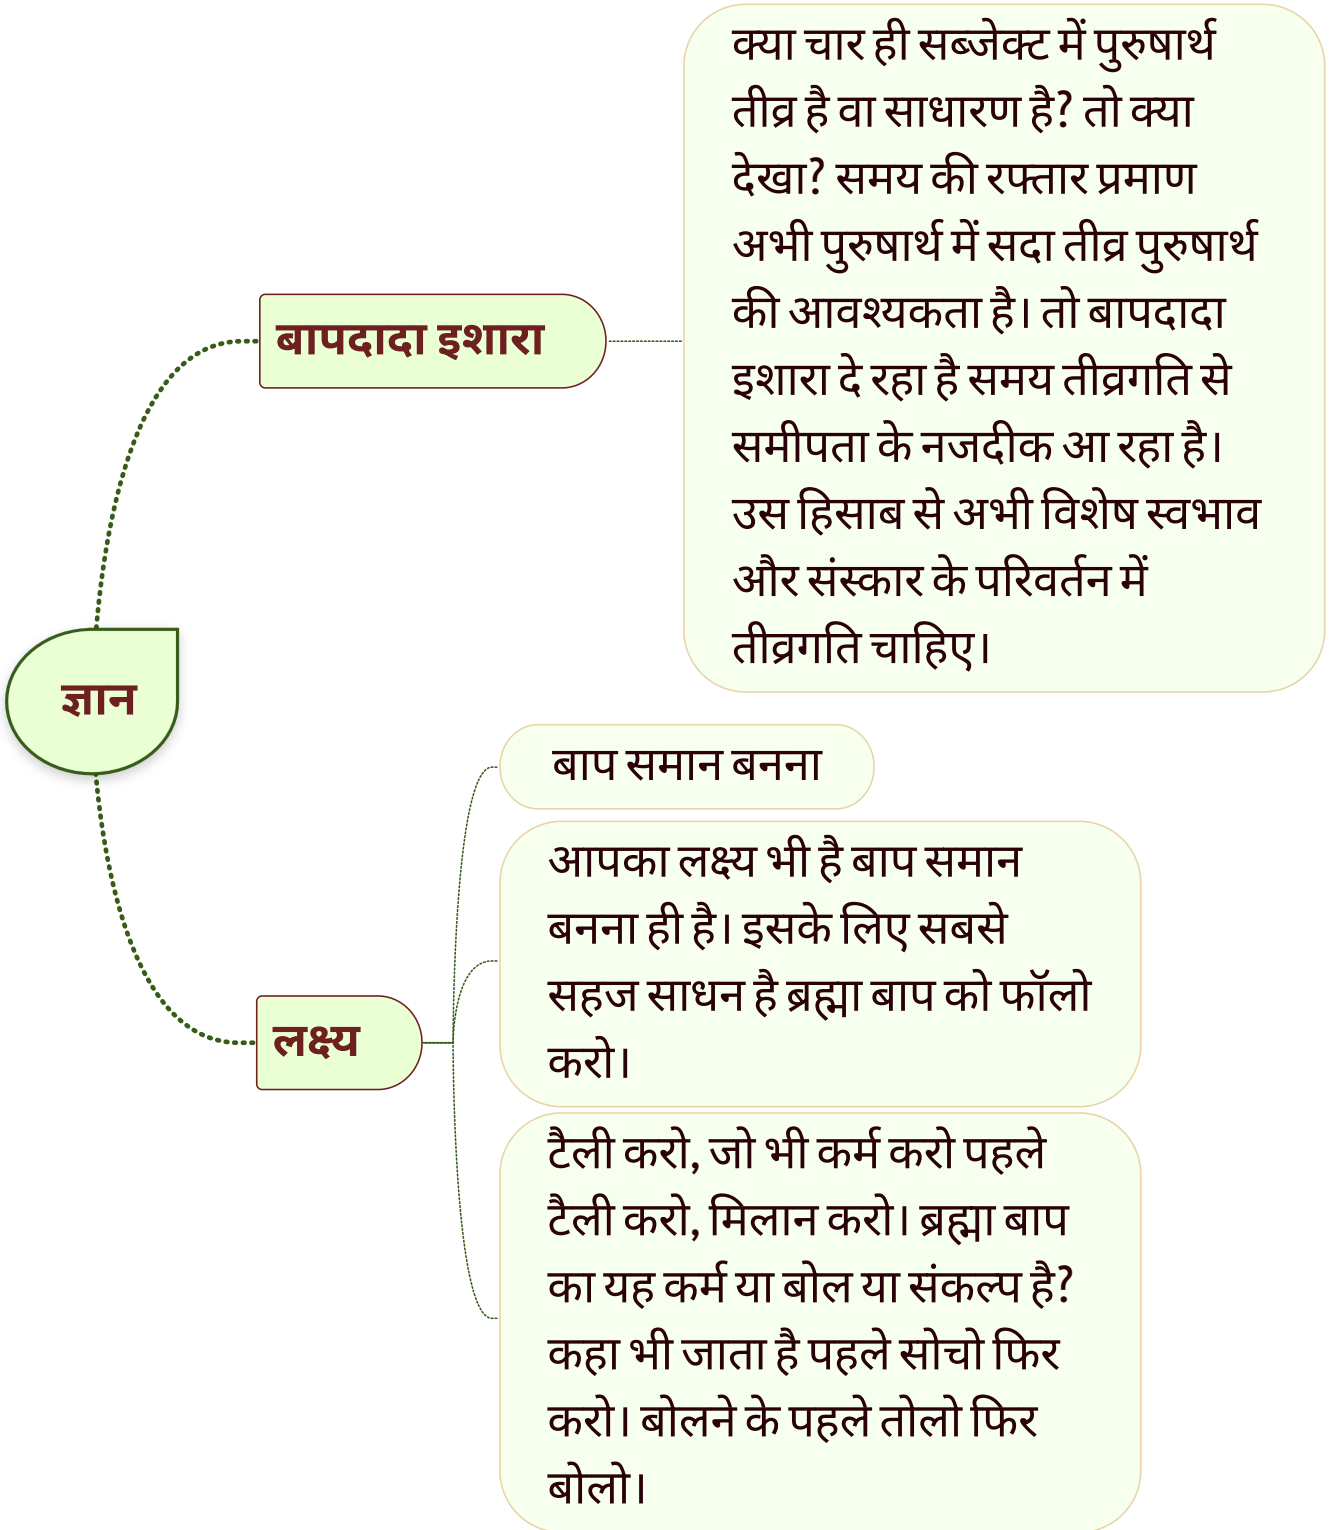 क्या चार ही सब्जेक्ट में पुरुषार्थ
तीव्र है वा साधारण है? तो क्या
देखा? समय की रफ्तार प्रमाण
अभी पुरुषार्थ में सदा तीव्र पुरुषार्थ
की आवश्यकता है। तो बापदादा
इशारा दे रहा है समय तीव्रगति से
समीपता के नजदीक आ रहा है।
उस हिसाब से अभी विशेष स्वभाव
और संस्कार के परिवर्तन में
तीव्रगति चाहिए।
बापदादा इशारा
ज्ञान
बाप समान बनना
आपका लक्ष्य भी है बाप समान
बनना ही है। इसके लिए सबसे
सहज साधन है ब्रह्मा बाप को फॉलो
करो।
लक्ष्य
टैली करो, जो भी कर्म करो पहले
टैली करो, मिलान करो। ब्रह्मा बाप
का यह कर्म या बोल या संकल्प है?
कहा भी जाता है पहले सोचो फिर
करो। बोलने के पहले तोलो फिर
बोलो।